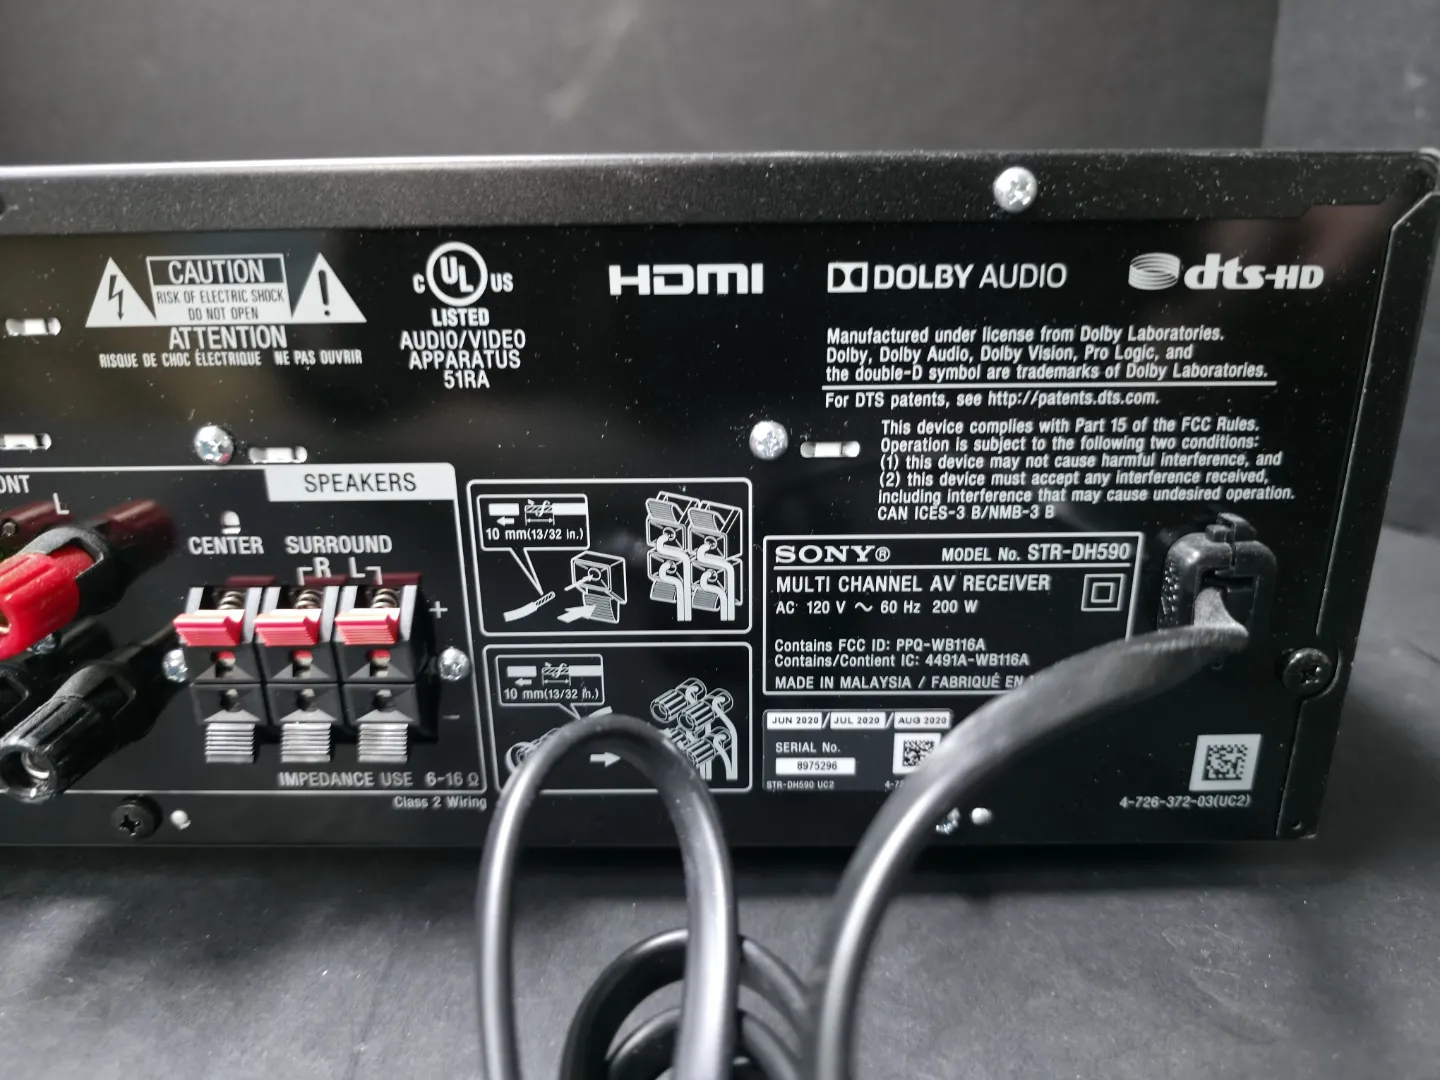 CAUTION
RISK OF ELECTRIC SHOCK
DO NOT OPEN
ATTENTION
RISQUE DE CHOC ÉLECTRIQUE NE PAS OUVRIR
C UL US
LISTED
AUDIO/VIDEO
APPARATUS
51RA
HDMI
DOLBY AUDIO
dts-HD
Manufactured under license from Dolby Laboratories.
Dolby, Dolby Audio, Dolby Vision, Pro Logic, and
the double-D symbol are trademarks of Dolby Laboratories.
For DTS patents, see http://patents.dts.com.
This device complies with Part 15 of the FCC Rules.
Operation is subject to the following two conditions:
(1) this device may not cause harmful interference, and
(2) this device must accept any interference received,
including interference that may cause undesired operation.
CAN ICES-3 B/NMB-3 B
ONT
L
SPEAKERS
CENTER SURROUND
R L
+
−
IMPEDANCE USE 6-16 Ω
Class 2 Wiring
10 mm(13/32 in.)
10 mm(13/32 in.)
SONY® MODEL No. STR-DH590
MULTI CHANNEL AV RECEIVER
AC 120 V ~ 60 Hz 200 W
Contains FCC ID: PPQ-WB116A
Contains/Contient IC: 4491A-WB116A
MADE IN MALAYSIA / FABRIQUÉ EN
JUN 2020 / JUL 2020 / AUG 2020
SERIAL No.
8975296
STR-DH590 UC2 4-72
4-726-372-03(UC2)